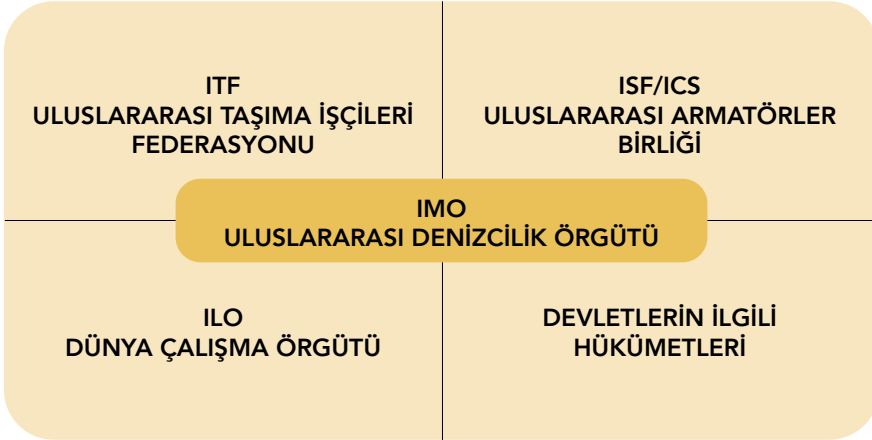 ITF
ULUSLARARASI TAŞIMA İŞÇİLERİ
FEDERASYONU
ISF/ICS
ULUSLARARASI ARMATÖRLER
BİRLİĞİ
IMO
ULUSLARARASI DENİZCİLİK ÖRGÜTÜ
ILO
DÜNYA ÇALIŞMA ÖRGÜTÜ
DEVLETLERİN İLGİLİ
HÜKÜMETLERİ